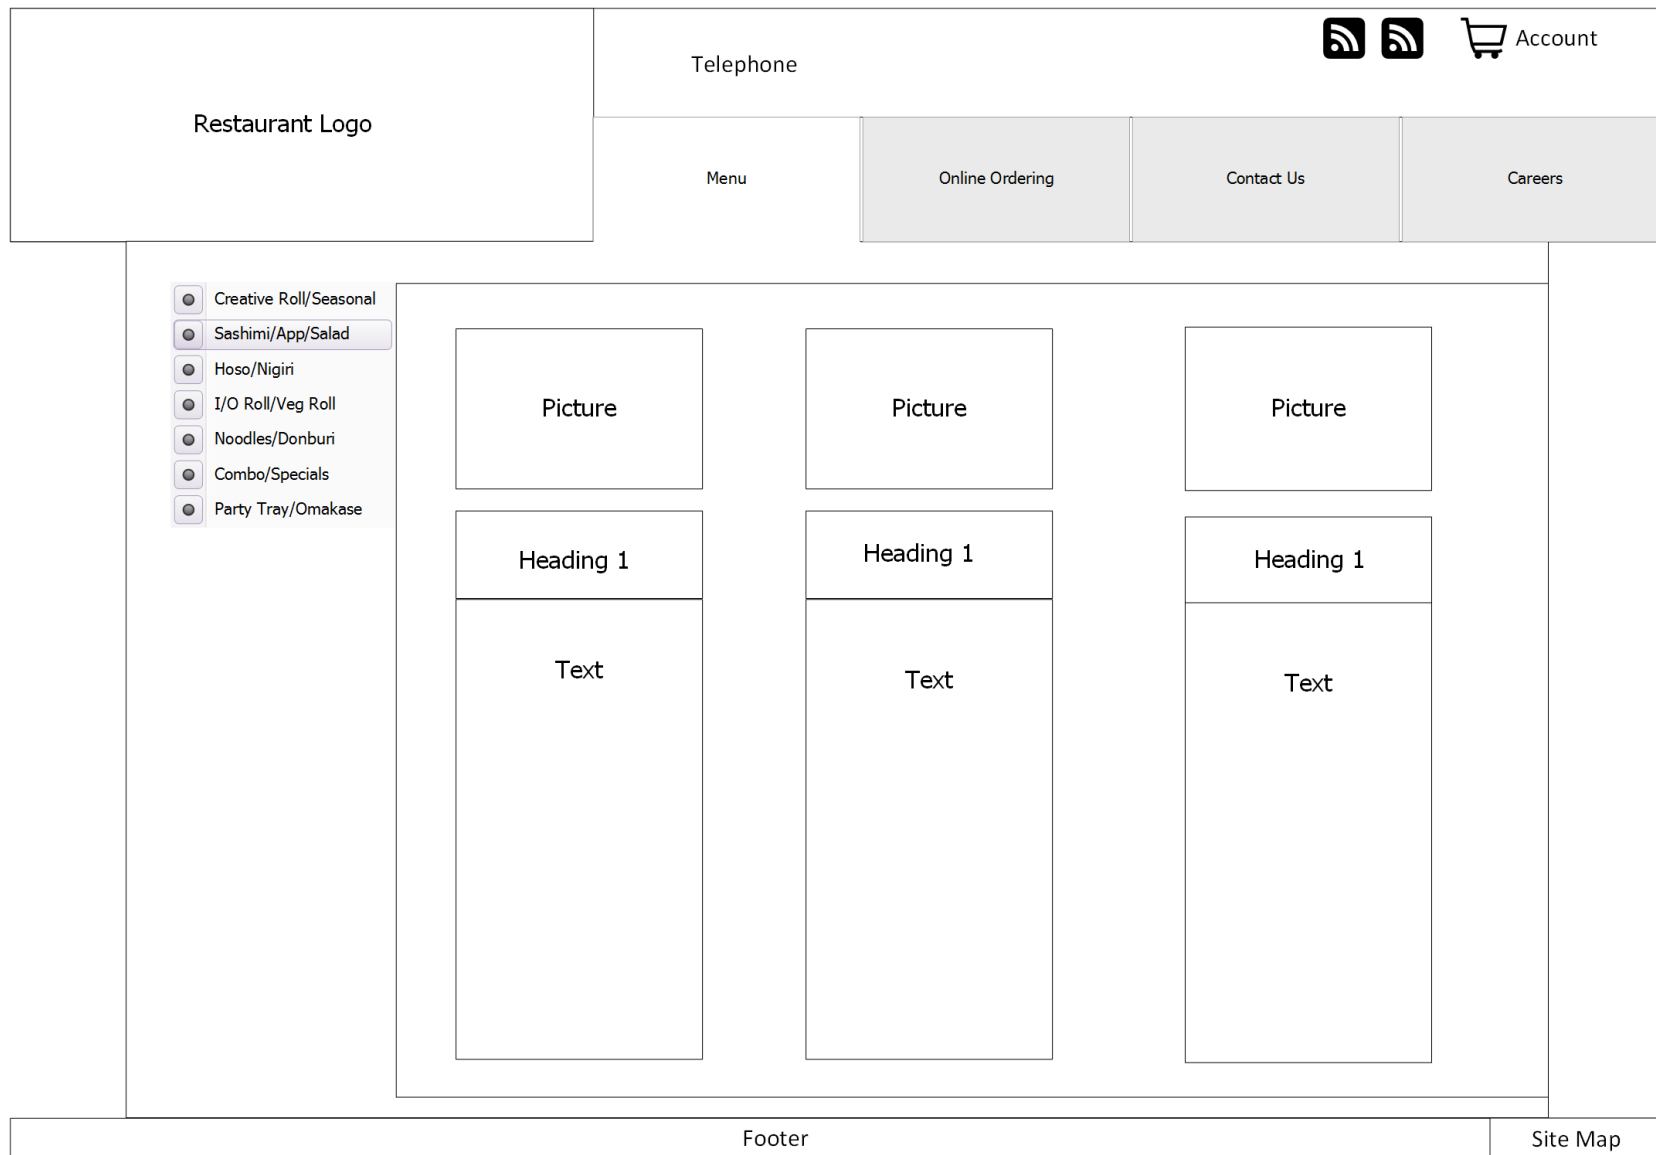 Telephone
Account
Restaurant Logo
Menu
Online Ordering
Contact Us
Careers
Creative Roll/Seasonal
Sashimi/App/Salad
Hoso/Nigiri
I/O Roll/Veg Roll
Noodles/Donburi
Combo/Specials
Party Tray/Omakase
Picture
Picture
Picture
Heading 1
Heading 1
Heading 1
Text
Text
Text
Footer
Site Map